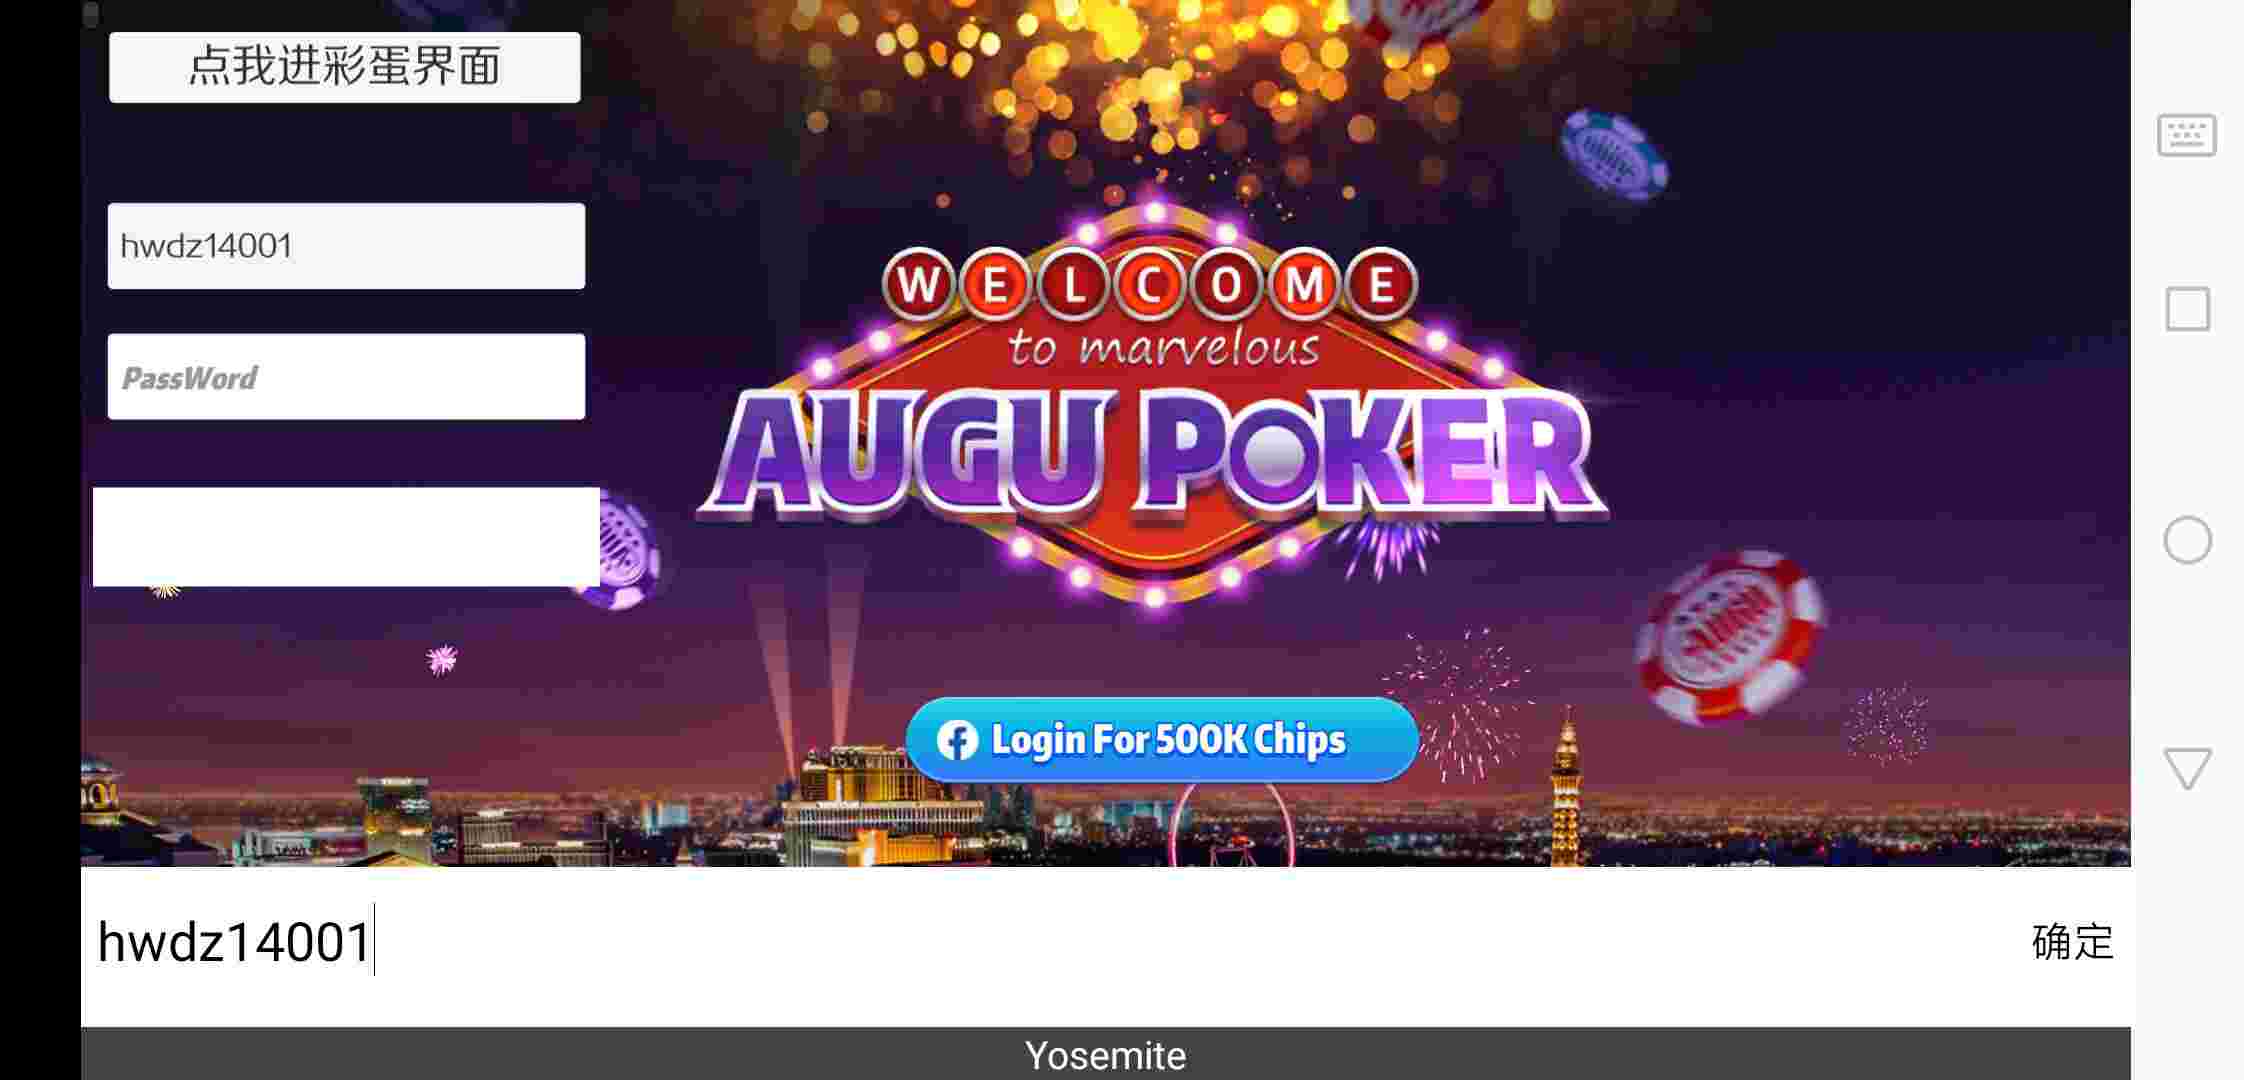 点我进彩蛋界面
hwdz14001
PassWord
WELCOME
to marvelous
AUGU POKER
Login For 500K Chips
hwdz14001
确定
Yosemite